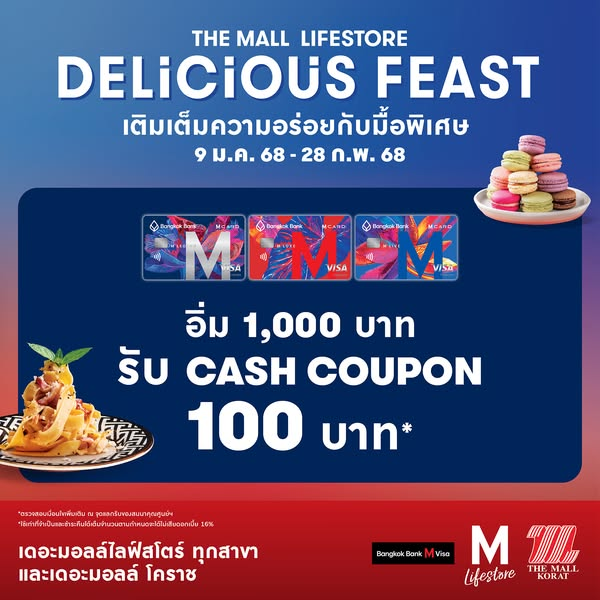 THE MALL LIFESTORE
DELiCiOUS FEAST
เติมเต็มความอร่อยกับมื้อพิเศษ
9 ม.ค. 68 - 28 ก.พ. 68
Bangkok Bank M CARD
M LUXE
M
VISA
Bangkok Bank M CARD
M
VISA
Bangkok Bank M CARD
M LIVE
M
VISA
อิ่ม 1,000 บาท
รับ CASH COUPON
100 บาท*
*ตรวจสอบเงื่อนไขเพิ่มเติม ณ จุดแลกรับของสมนาคุณศูนย์ฯ
*ใช้เท่าที่จำเป็นและชำระคืนได้เต็มจำนวนตามกำหนดจะได้ไม่เสียดอกเบี้ย 16%
เดอะมอลล์ไลฟ์สโตร์ ทุกสาขา
และเดอะมอลล์ โคราช
Bangkok Bank M Visa
M
Lifestore
THE MALL
KORAT